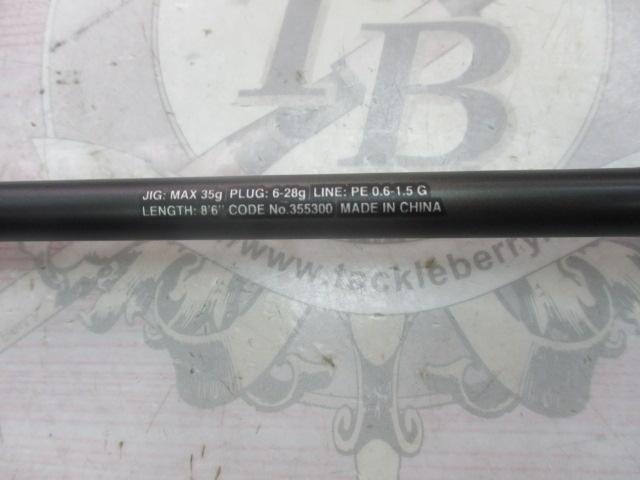 TB
JIG: MAX 35g PLUG: 6-28g LINE: PE 0.6-1.5 G
LENGTH: 8'6" CODE No.355300 MADE IN CHINA
www.tackleberry.